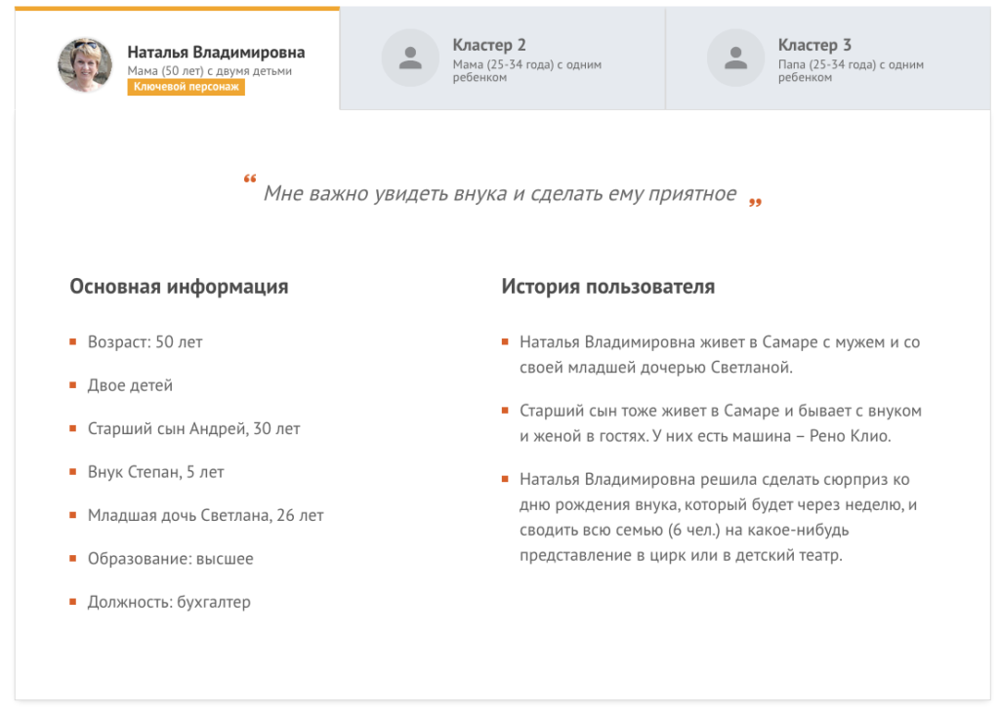 Наталья Владимировна
Мама (50 лет) с двумя детьми
Ключевой персонаж
Кластер 2
Мама (25-34 года) с одним
ребенком
Кластер 3
Папа (25-34 года) с одним
ребенком
“ Мне важно увидеть внука и сделать ему приятное ”
Основная информация
Возраст: 50 лет
Двое детей
Старший сын Андрей, 30 лет
Внук Степан, 5 лет
Младшая дочь Светлана, 26 лет
Образование: высшее
Должность: бухгалтер
История пользователя
Наталья Владимировна живет в Самаре с мужем и со
своей младшей дочерью Светланой.
Старший сын тоже живет в Самаре и бывает с внуком
и женой в гостях. У них есть машина – Рено Клио.
Наталья Владимировна решила сделать сюрприз ко
дню рождения внука, который будет через неделю, и
сводить всю семью (6 чел.) на какое-нибудь
представление в цирк или в детский театр.